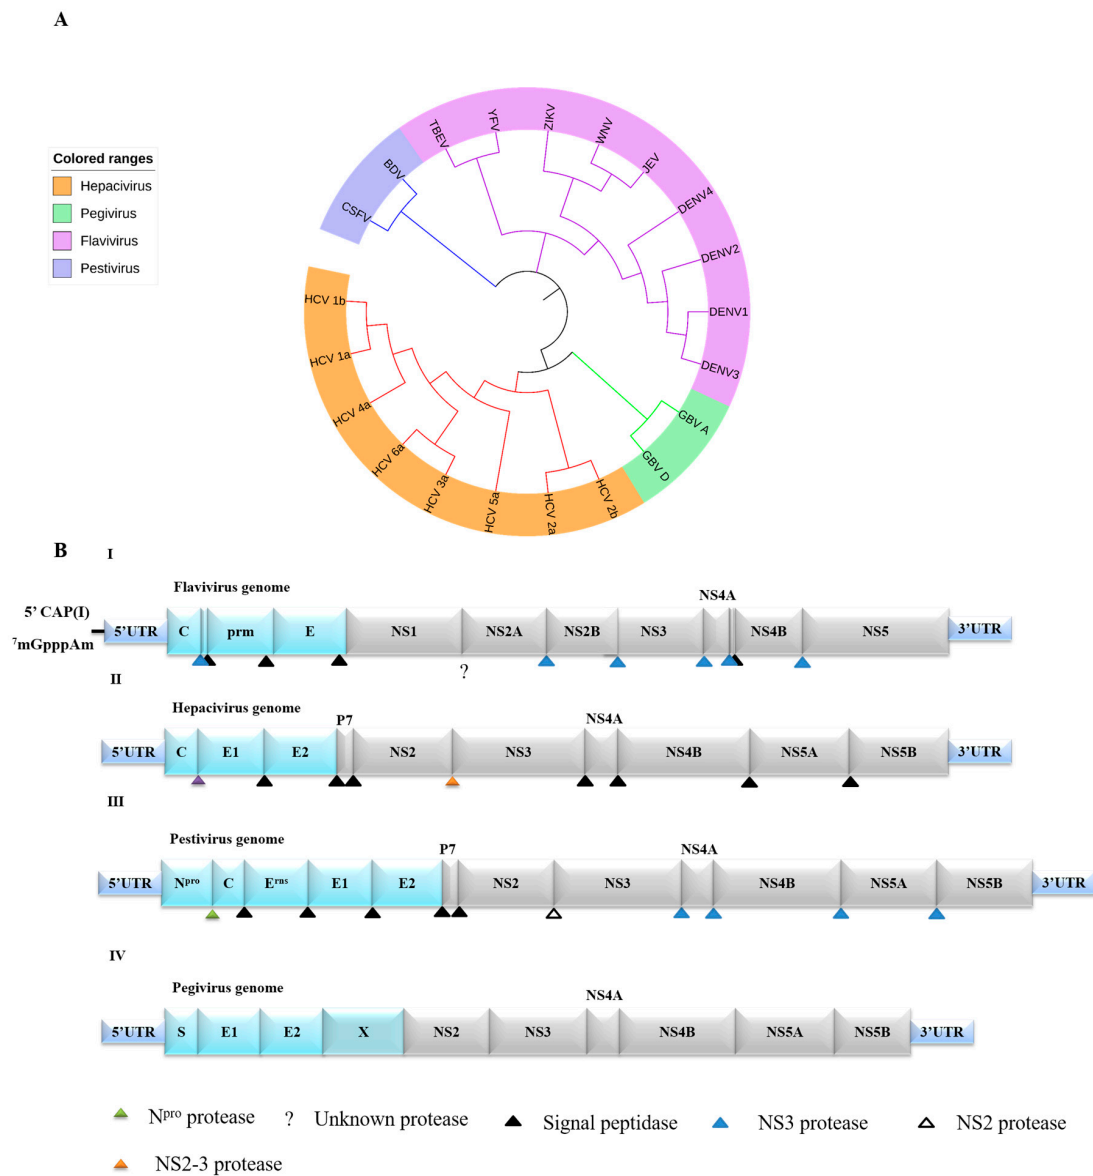 A
Colored ranges
Hepacivirus
Pegivirus
Flavivirus
Pestivirus
CSFV
BDV
TBEV
YFV
ZIKV
WNV
JEV
DENV4
DENV2
DENV1
DENV3
GBV A
GBV D
HCV 2b
HCV 2a
HCV 5a
HCV 3a
HCV 6a
HCV 4a
HCV 1a
HCV 1b
B
I
Flavivirus genome
NS4A
5' CAP(I)
7mGpppAm
5'UTR C prm E NS1 NS2A NS2B NS3 NS4B NS5 3'UTR
?
II
Hepacivirus genome
P7 NS4A
5'UTR C E1 E2 NS2 NS3 NS4B NS5A NS5B 3'UTR
III
Pestivirus genome
P7 NS4A
5'UTR Npro C Erns E1 E2 NS2 NS3 NS4B NS5A NS5B 3'UTR
IV
Pegivirus genome
NS4A
5'UTR S E1 E2 X NS2 NS3 NS4B NS5A NS5B 3'UTR
Npro protease ? Unknown protease Signal peptidase NS3 protease NS2 protease
NS2-3 protease